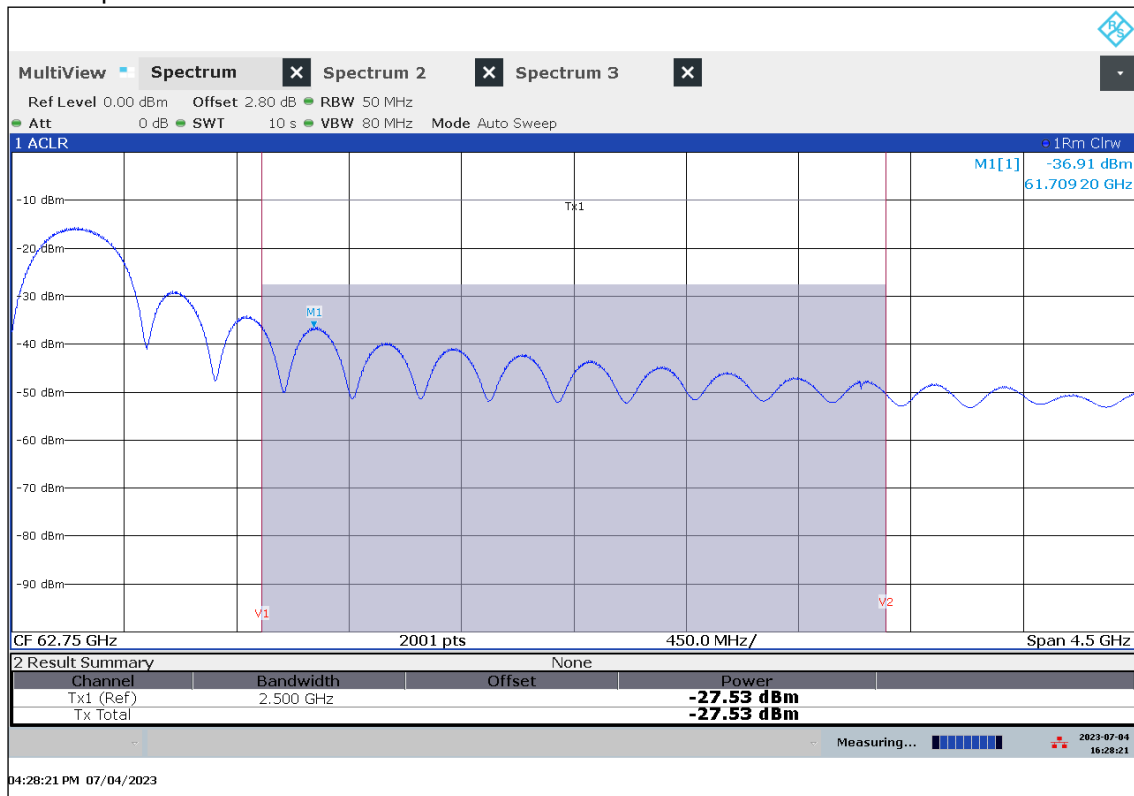 R&S
MultiView Spectrum Spectrum 2 Spectrum 3
Ref Level 0.00 dBm Offset 2.80 dB RBW 50 MHz
Att 0 dB SWT 10 s VBW 80 MHz Mode Auto Sweep
1 ACLR 1Rm Clrw
M1[1] -36.91 dBm
61.709 20 GHz
-10 dBm
Tx1
-20 dBm
-30 dBm
M1
-40 dBm
-50 dBm
-60 dBm
-70 dBm
-80 dBm
-90 dBm
V1
V2
CF 62.75 GHz 2001 pts 450.0 MHz/ Span 4.5 GHz
2 Result Summary None
Channel Bandwidth Offset Power
Tx1 (Ref) 2.500 GHz -27.53 dBm
Tx Total -27.53 dBm
Measuring... 2023-07-04
16:28:21
04:28:21 PM 07/04/2023